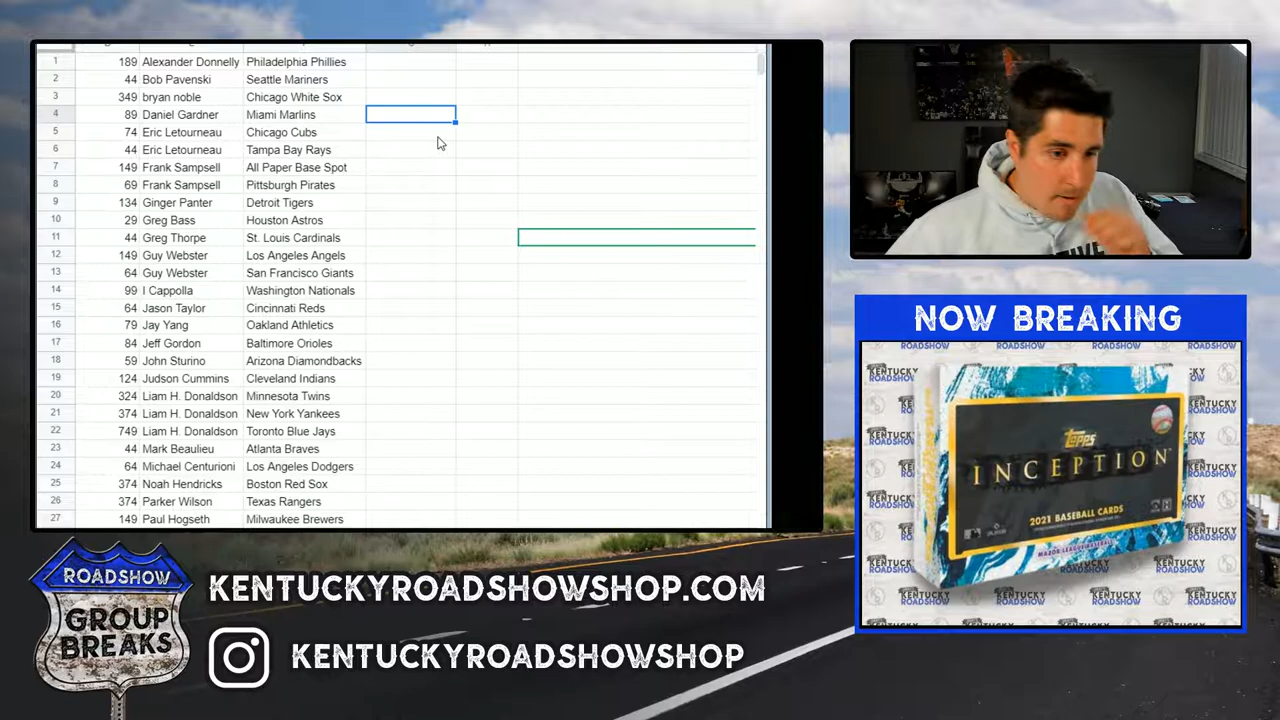 1 189 Alexander Donnelly Philadelphia Phillies
2 44 Bob Pavenski Seattle Mariners
3 349 bryan noble Chicago White Sox
4 89 Daniel Gardner Miami Marlins
5 74 Eric Letourneau Chicago Cubs
6 44 Eric Letourneau Tampa Bay Rays
7 149 Frank Sampsell All Paper Base Spot
8 69 Frank Sampsell Pittsburgh Pirates
9 134 Ginger Panter Detroit Tigers
10 29 Greg Bass Houston Astros
11 44 Greg Thorpe St. Louis Cardinals
12 149 Guy Webster Los Angeles Angels
13 64 Guy Webster San Francisco Giants
14 99 I Cappolla Washington Nationals
15 64 Jason Taylor Cincinnati Reds
16 79 Jay Yang Oakland Athletics
17 84 Jeff Gordon Baltimore Orioles
18 59 John Sturino Arizona Diamondbacks
19 124 Judson Cummins Cleveland Indians
20 324 Liam H. Donaldson Minnesota Twins
21 374 Liam H. Donaldson New York Yankees
22 749 Liam H. Donaldson Toronto Blue Jays
23 44 Mark Beaulieu Atlanta Braves
24 64 Michael Centurioni Los Angeles Dodgers
25 374 Noah Hendricks Boston Red Sox
26 374 Parker Wilson Texas Rangers
27 149 Paul Hogseth Milwaukee Brewers
NOW BREAKING
KENTUCKY ROADSHOW
Topps
INCEPTION
2021 BASEBALL CARDS
MAJOR LEAGUE BASEBALL
ROADSHOW
GROUP
BREAKS
KENTUCKYROADSHOWSHOP.COM
KENTUCKYROADSHOWSHOP